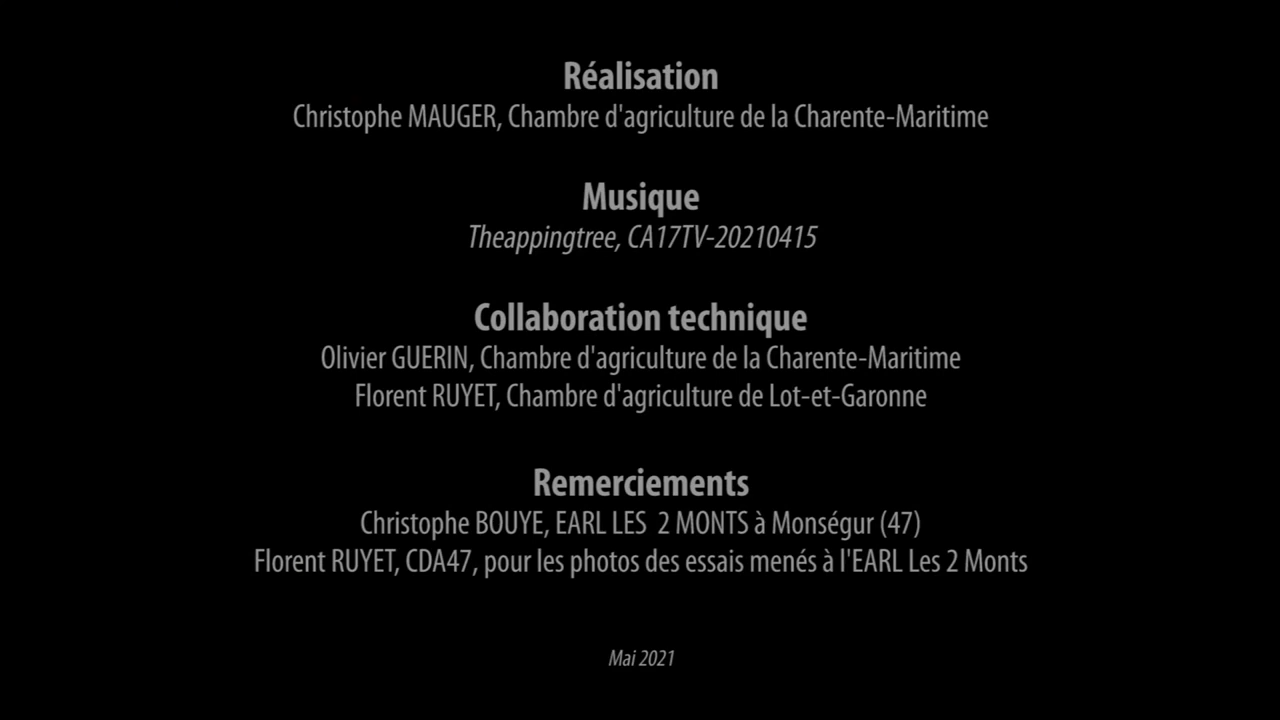 Réalisation
Christophe MAUGER, Chambre d'agriculture de la Charente-Maritime
Musique
Theappingtree, CA17TV-20210415
Collaboration technique
Olivier GUERIN, Chambre d'agriculture de la Charente-Maritime
Florent RUYET, Chambre d'agriculture de Lot-et-Garonne
Remerciements
Christophe BOUYE, EARL LES  2 MONTS à Monségur (47)
Florent RUYET, CDA47, pour les photos des essais menés à l'EARL Les 2 Monts
Mai 2021